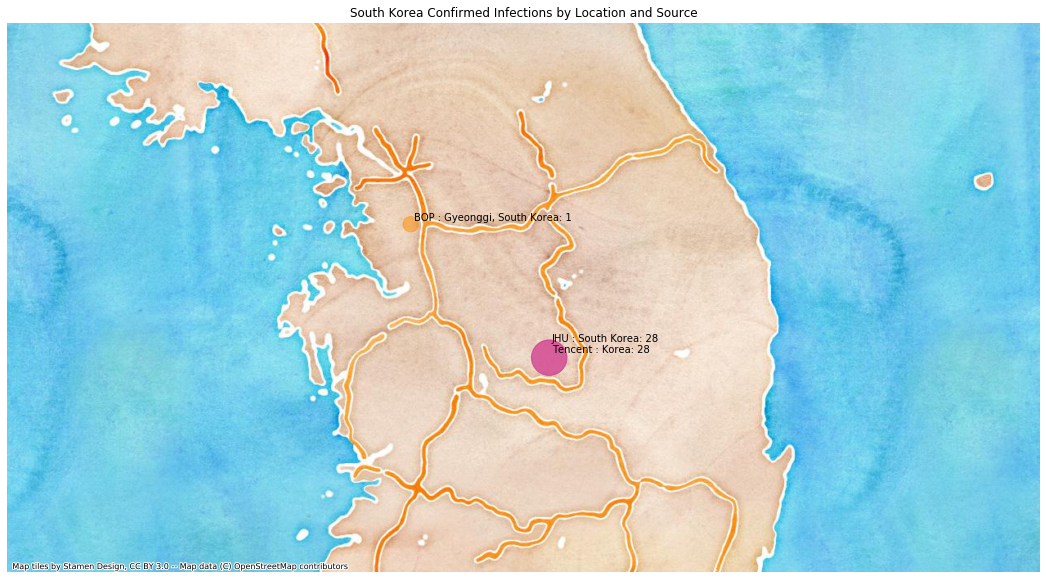 South Korea Confirmed Infections by Location and Source
BOP : Gyeonggi, South Korea: 1
JHU : South Korea: 28
Tencent : Korea: 28
Map tiles by Stamen Design, CC BY 3.0 -- Map data (C) OpenStreetMap contributors